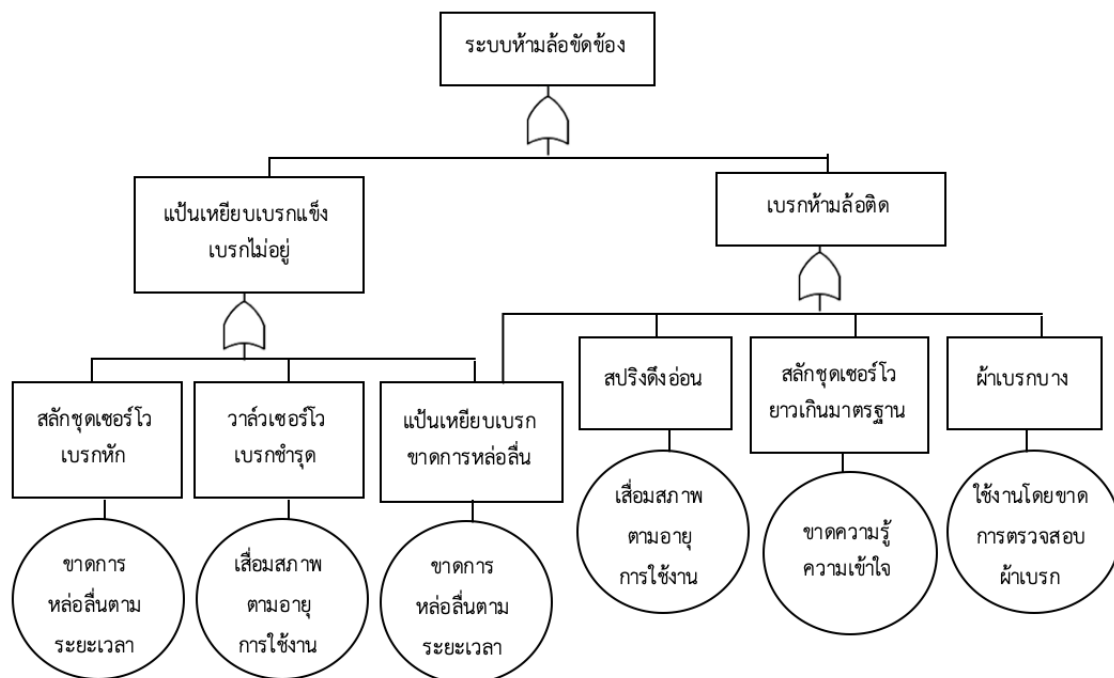 ระบบห้ามล้อขัดข้อง
แป้นเหยียบเบรกแข็ง
เบรกไม่อยู่
เบรกห้ามล้อติด
สลักชุดเซอร์โว
เบรกหัก
วาล์วเซอร์โว
เบรกชำรุด
แป้นเหยียบเบรก
ขาดการหล่อลื่น
สปริงดึงอ่อน
สลักชุดเซอร์โว
ยาวเกินมาตรฐาน
ผ้าเบรกบาง
ขาดการ
หล่อลื่นตาม
ระยะเวลา
เสื่อมสภาพ
ตามอายุ
การใช้งาน
ขาดการ
หล่อลื่นตาม
ระยะเวลา
เสื่อมสภาพ
ตามอายุ
การใช้งาน
ขาดความรู้
ความเข้าใจ
ใช้งานโดยขาด
การตรวจสอบ
ผ้าเบรก